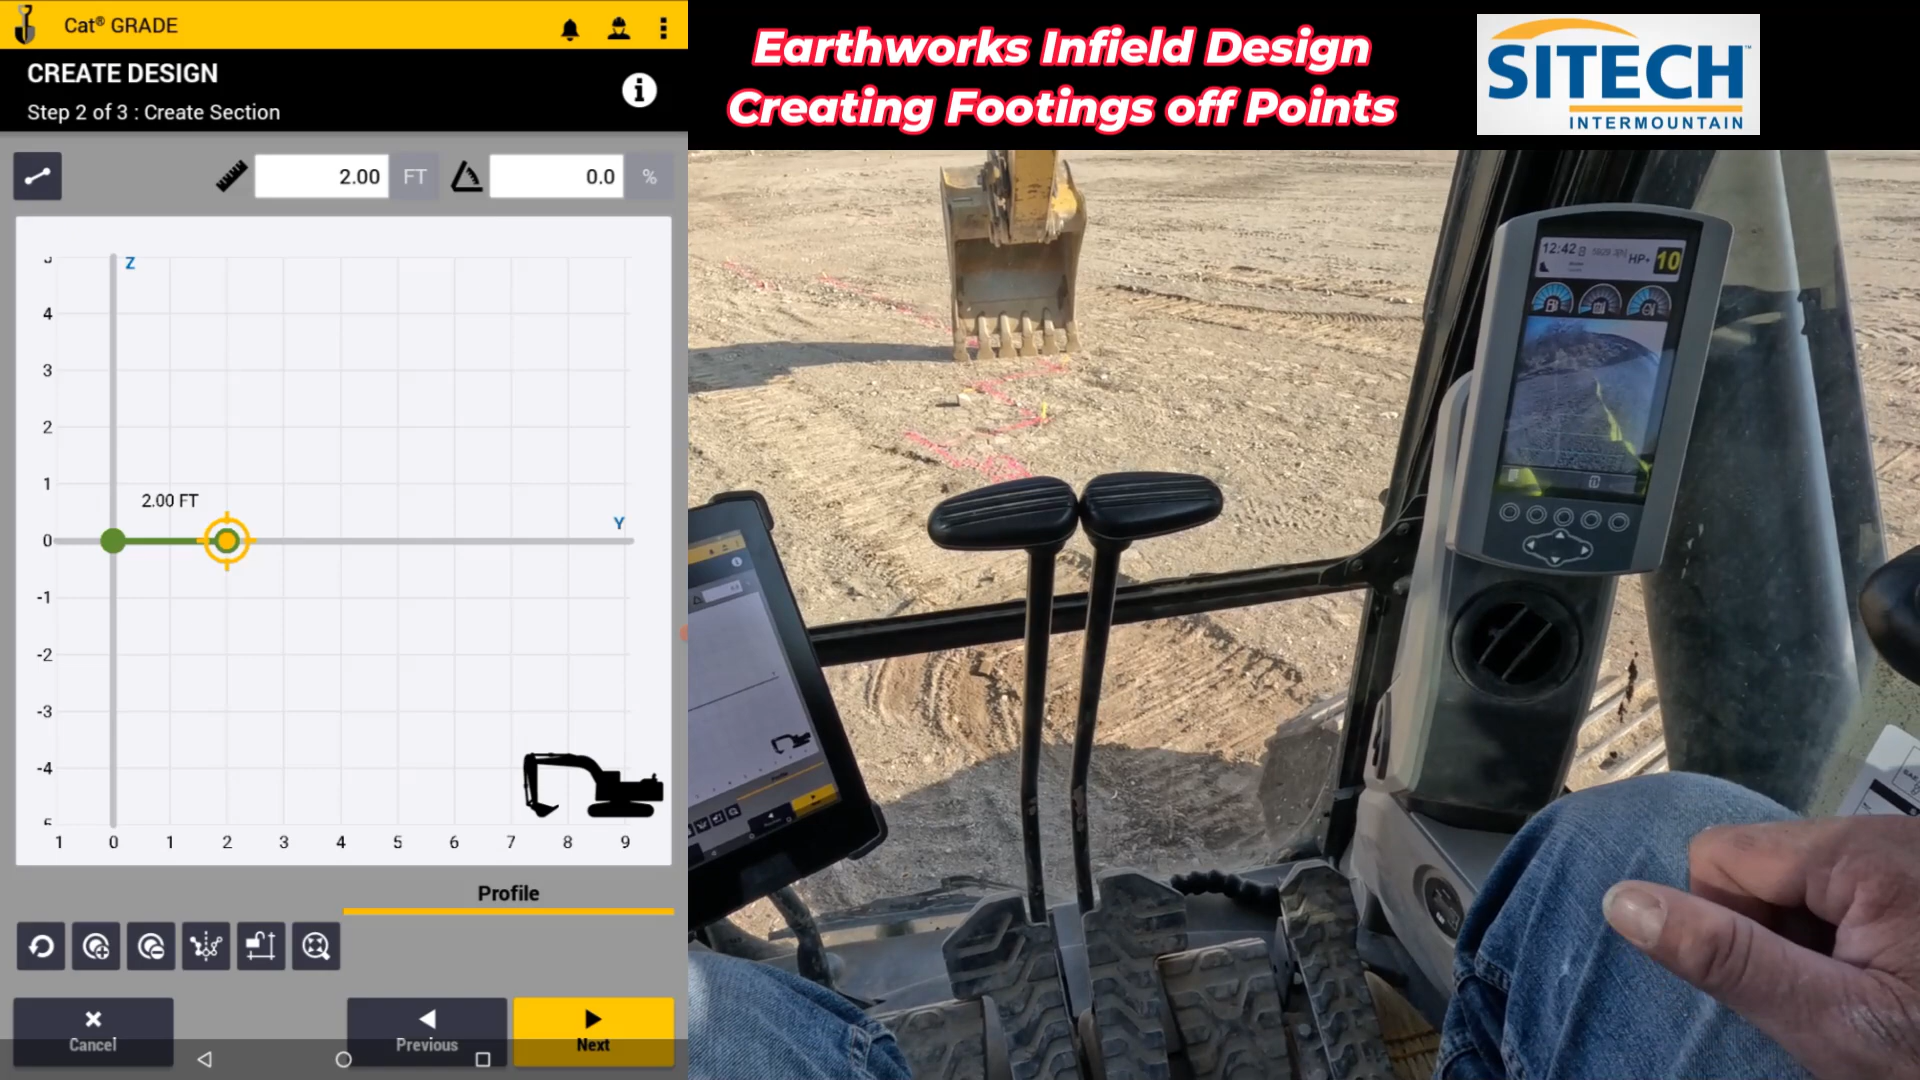 Cat® GRADE
CREATE DESIGN
Step 2 of 3 : Create Section
2.00 FT
0.0 %
Z
4
3
2
1
2.00 FT
Y
0
-1
-2
-3
-4
1 0 1 2 3 4 5 6 7 8 9
Profile
Cancel
Previous
Next
Earthworks Infield Design
Creating Footings off Points
SITECH™
INTERMOUNTAIN
12:42
HP+ 10